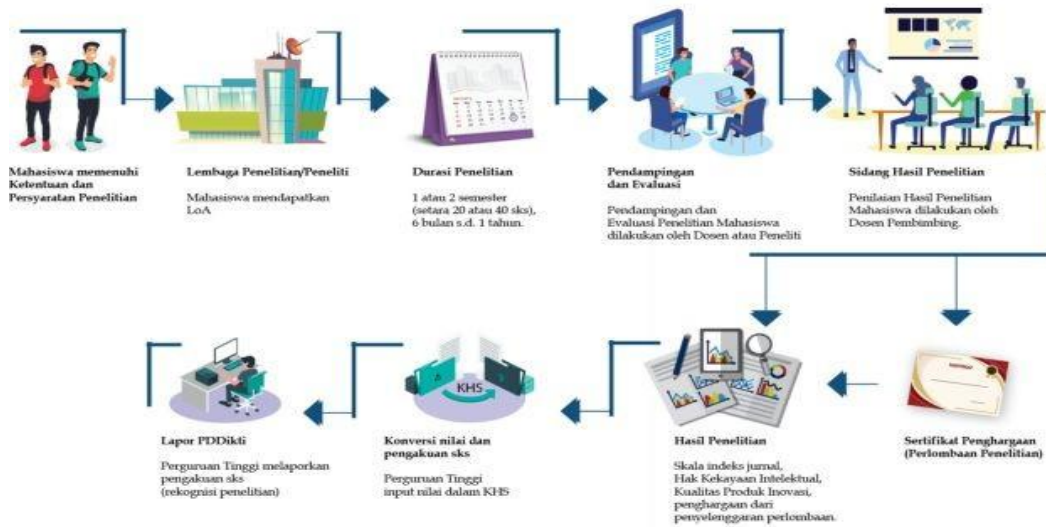 Mahasiswa memenuhi
Ketentuan dan
Persyaratan Penelitian
Lembaga Penelitian/Peneliti
Mahasiswa mendapatkan
LoA
Durasi Penelitian
1 atau 2 semester
(setara 20 atau 40 sks),
6 bulan s.d. 1 tahun.
Pendampingan
dan Evaluasi
Pendampingan dan
Evaluasi Penelitian Mahasiswa
dilakukan oleh Dosen atau Peneliti
Sidang Hasil Penelitian
Penilaian Hasil Penelitian
Mahasiswa dilakukan oleh
Dosen Pembimbing.
KHS
Lapor PDDikti
Perguruan Tinggi melaporkan
pengakuan sks
(rekognisi penelitian)
Konversi nilai dan
pengakuan sks
Perguruan Tinggi
input nilai dalam KHS
Hasil Penelitian
Skala indeks jurnal,
Hak Kekayaan Intelektual,
Kualitas Produk Inovasi,
penghargaan dari
penyelenggaran perlombaan.
Sertifikat Penghargaan
(Perlombaan Penelitian)